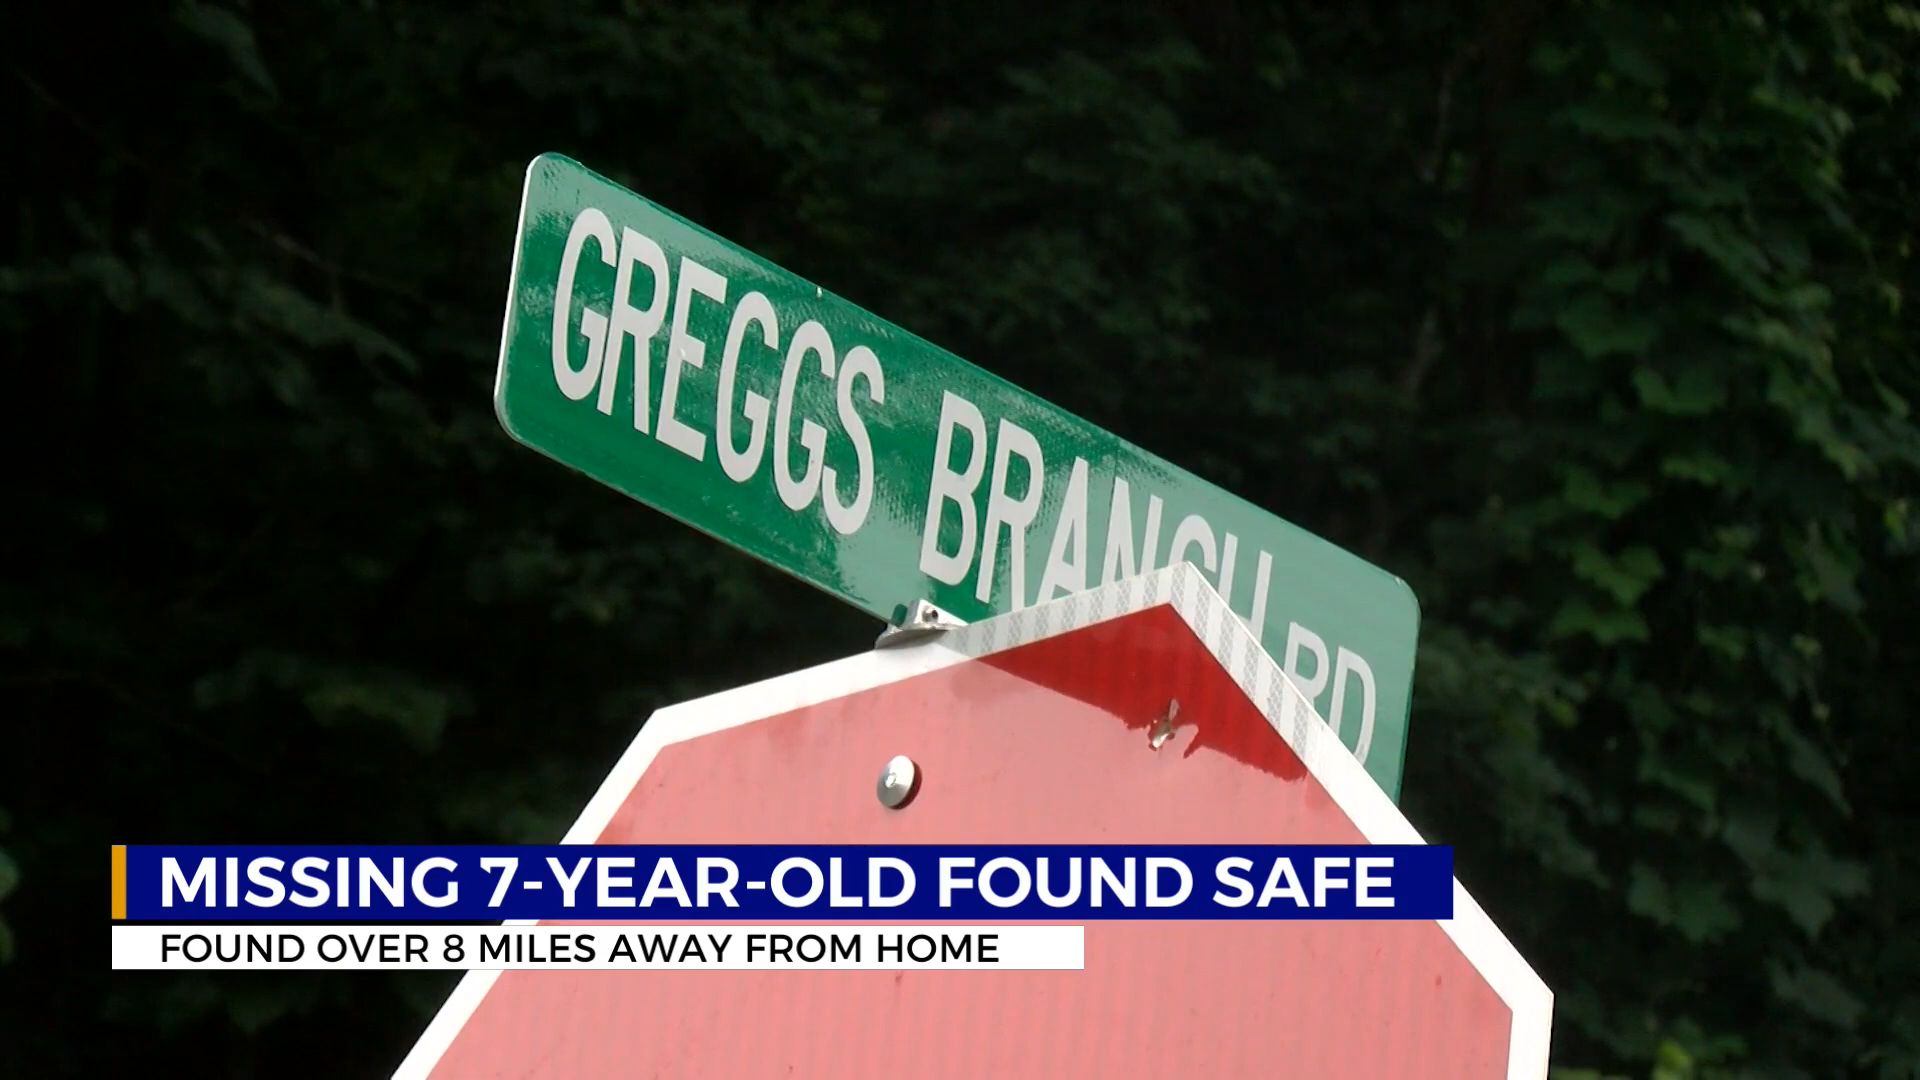 GREGGS BRANCH RD
MISSING 7-YEAR-OLD FOUND SAFE
FOUND OVER 8 MILES AWAY FROM HOME